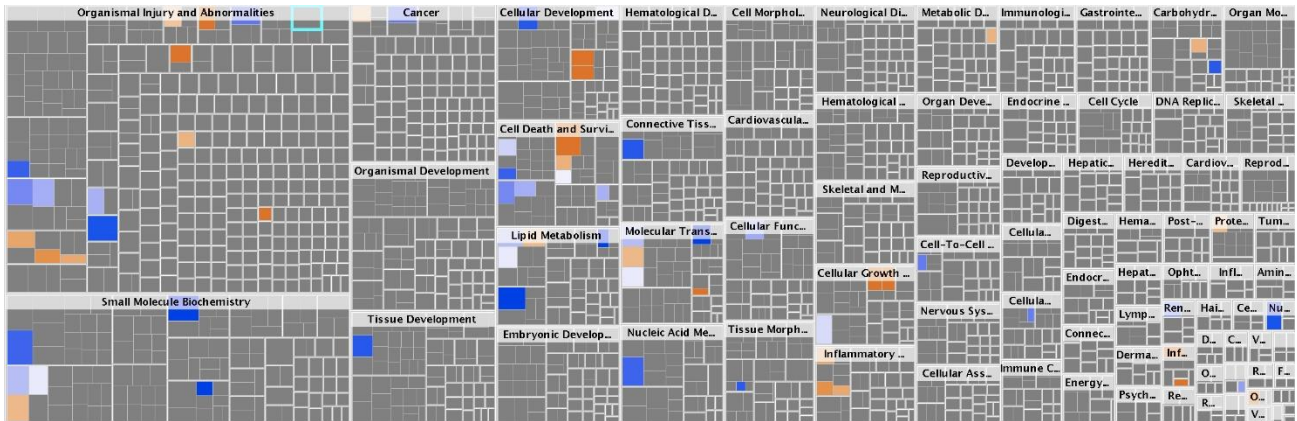 Organismal Injury and Abnormalities
Small Molecule Biochemistry
Cancer
Organismal Development
Tissue Development
Cellular Development
Cell Death and Survi...
Lipid Metabolism
Embryonic Develop...
Hematological D...
Connective Tiss...
Molecular Trans...
Nucleic Acid Me...
Cell Morphol...
Cardiovascula...
Cellular Func...
Tissue Morph...
Neurological Di...
Hematological ...
Skeletal and M...
Cellular Growth ...
Inflammatory ...
Metabolic D...
Organ Deve...
Reproductiv...
Cell-To-Cell ...
Nervous Sys...
Cellular Ass...
Immunologi...
Endocrine ...
Develop...
Cellula...
Cellula...
Immune C...
Gastrointe...
Cell Cycle
Hepatic...
Digest...
Endocr...
Connec...
Energy...
Carbohydr...
DNA Replic...
Heredit...
Cardiov...
Hema...
Post-...
Hepat...
Lymp...
Derma...
Psych...
Organ Mo...
Skeletal ...
Reprod...
Prote...
Tum...
Opht...
Infl...
Amin...
Ren...
Hai...
Ce...
Nu...
Inf...
Re...
D...
C...
V...
O...
R...
F...
R...
O...
V...